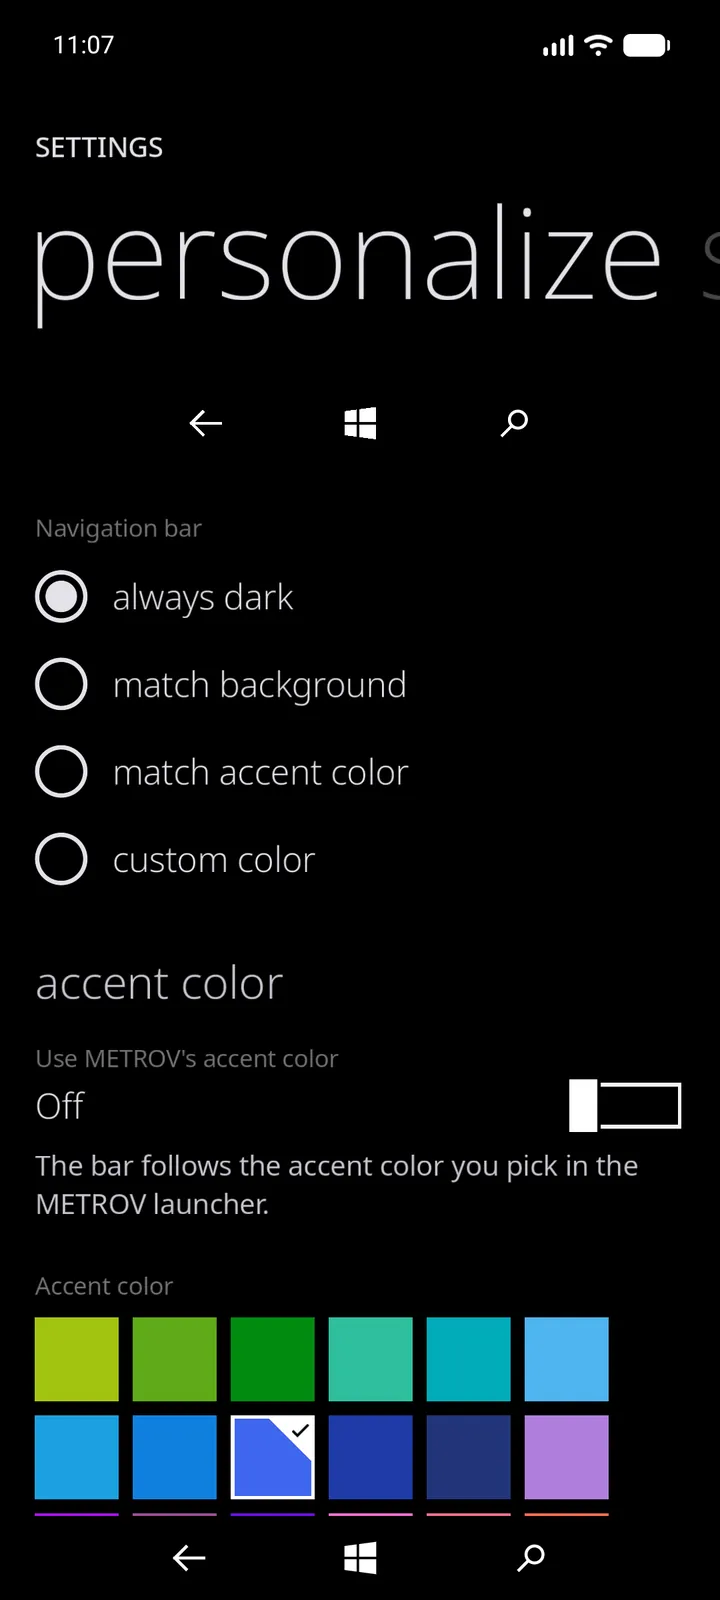 11:07
SETTINGS
personalize s
Navigation bar
always dark
match background
match accent color
custom color
accent color
Use METROV's accent color
Off
The bar follows the accent color you pick in the
METROV launcher.
Accent color